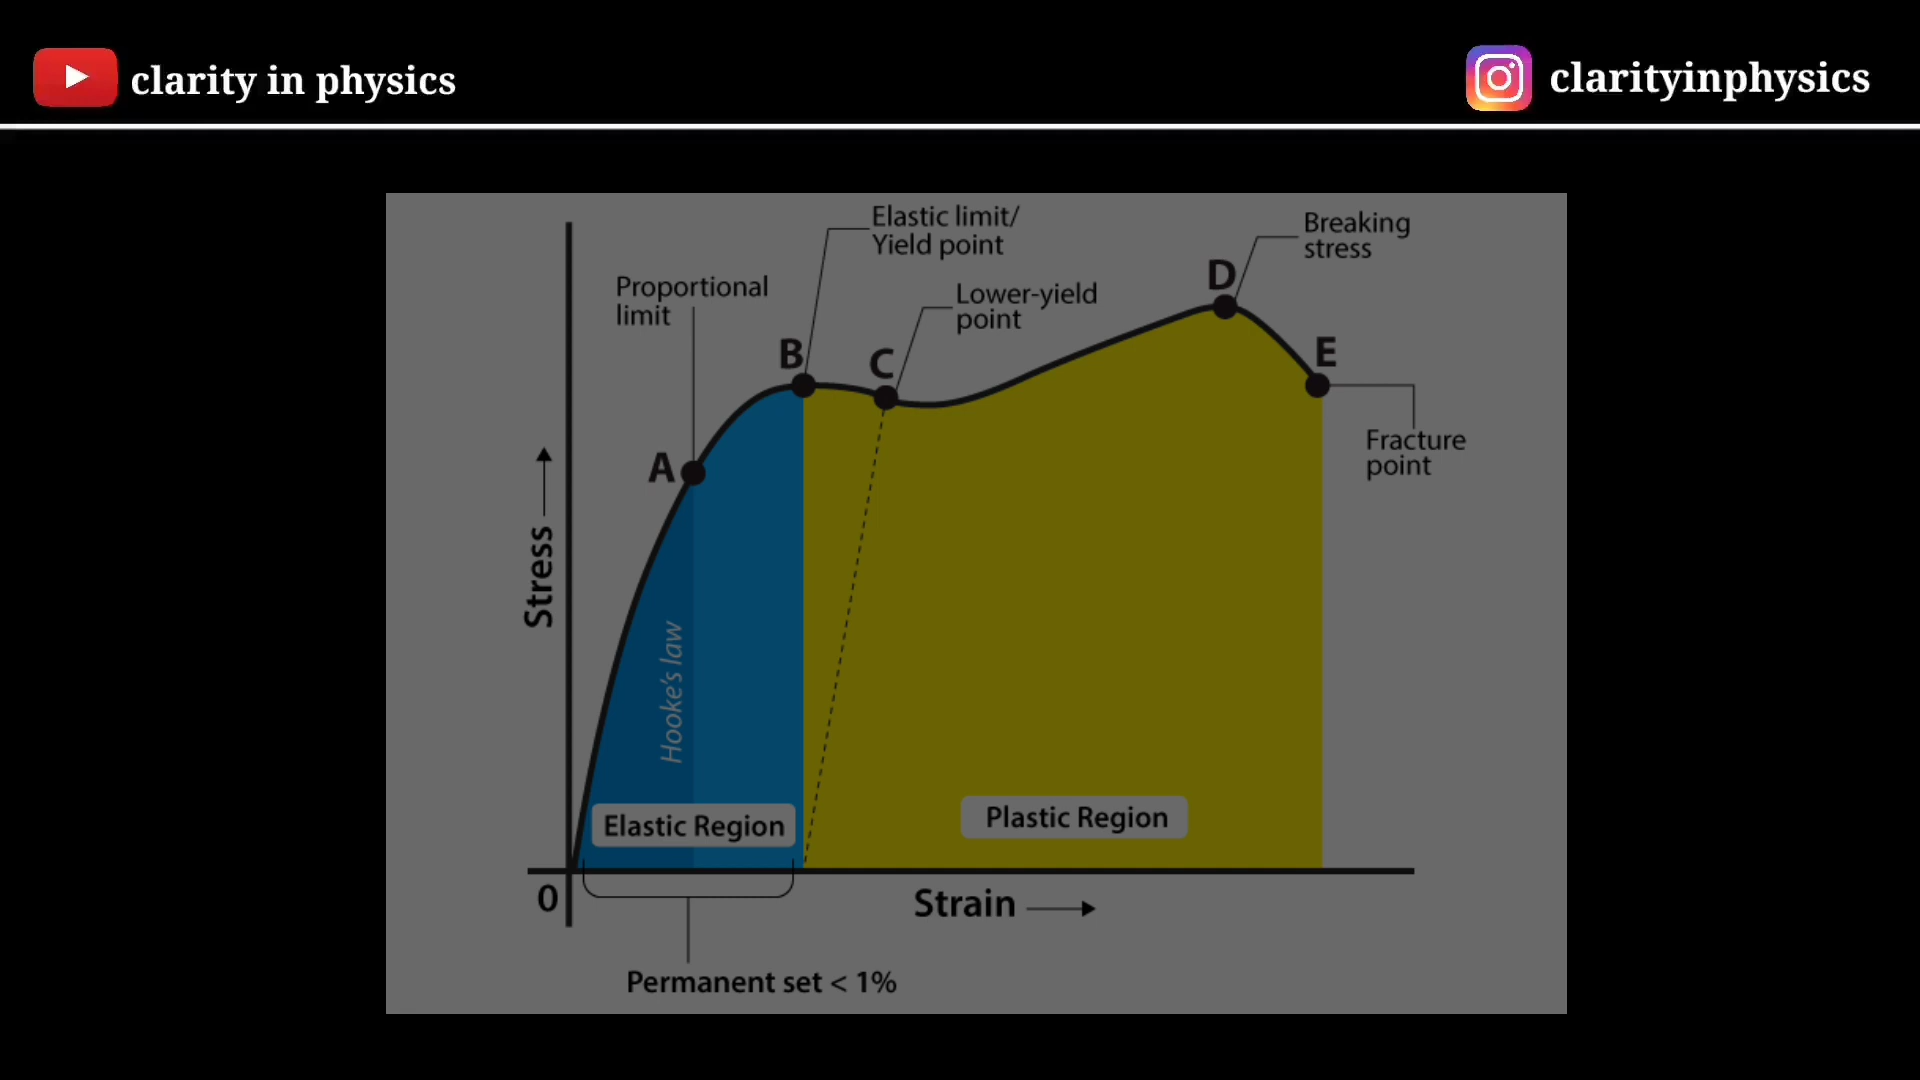 clarity in physics
clarityinphysics
Elastic limit/
Yield point
Breaking
stress
Proportional
limit
Lower-yield
point
A
B
C
D
E
Fracture
point
Stress
Hooke's law
Elastic Region
Plastic Region
0
Strain
Permanent set < 1%